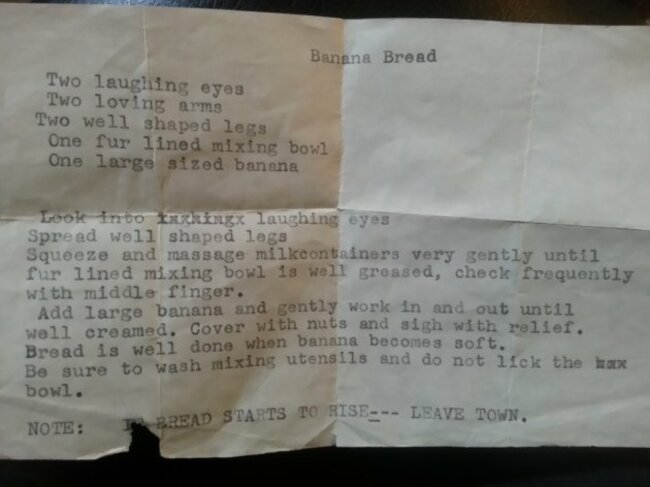 Banana Bread
Two laughing eyes
Two loving arms
Two well shaped legs
One fur lined mixing bowl
One large sized banana
Look into laughing eyes
Spread well shaped legs
Squeeze and massage milkcontainers very gently until
fur lined mixing bowl is well greased, check frequently
with middle finger.
Add large banana and gently work in and out until
well creamed. Cover with nuts and sigh with relief.
Bread is well done when banana becomes soft.
Be sure to wash mixing utensils and do not lick the
bowl.
NOTE: IF BREAD STARTS TO RISE--- LEAVE TOWN.